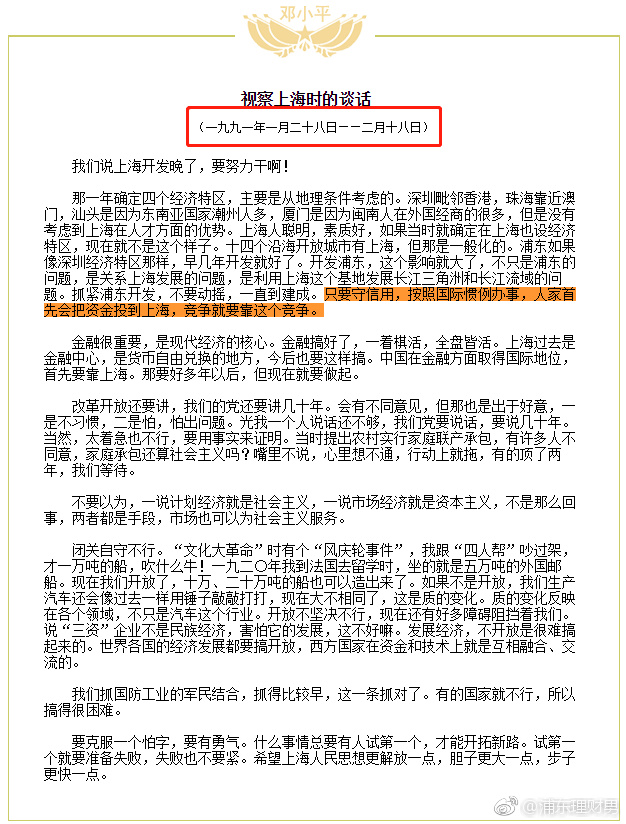 邓小平
视察上海时的谈话
（一九九一年一月二十八日——二月十八日）
我们说上海开发晚了，要努力干啊！
那一年确定四个经济特区，主要是从地理条件考虑的。深圳毗邻香港，珠海靠近澳
门，汕头是因为东南亚国家潮州人多，厦门是因为闽南人在外国经商的很多，但是没有
考虑到上海在人才方面的优势。上海人聪明，素质好，如果当时就确定在上海也设经济
特区，现在就不是这个样子。十四个沿海开放城市有上海，但那是一般化的。浦东如果
像深圳经济特区那样，早几年开发就好了。开发浦东，这个影响就大了，不只是浦东的
问题，是关系上海发展的问题，是利用上海这个基地发展长江三角洲和长江流域的问
题。抓紧浦东开发，不要动摇，一直到建成。只要守信用，按照国际惯例办事，人家首
先会把资金投到上海，竞争就要靠这个竞争。
金融很重要，是现代经济的核心。金融搞好了，一着棋活，全盘皆活。上海过去是
金融中心，是货币自由兑换的地方，今后也要这样搞。中国在金融方面取得国际地位，
首先要靠上海。那要好多年以后，但现在就要做起。
改革开放还要讲，我们的党还要讲几十年。会有不同意见，但那也是出于好意，一
是不习惯，二是怕，怕出问题。光我一个人说话还不够，我们党要说话，要说几十年。
当然，太着急也不行，要用事实来证明。当时提出农村实行家庭联产承包，有许多人不
同意，家庭承包还算社会主义吗？嘴里不说，心里想不通，行动上就拖，有的顶了两
年，我们等待。
不要以为，一说计划经济就是社会主义，一说市场经济就是资本主义，不是那么回
事，两者都是手段，市场也可以为社会主义服务。
闭关自守不行。“文化大革命”时有个“风庆轮事件”，我跟“四人帮”吵过架，
才一万吨的船，吹什么牛！一九二○年我到法国去留学时，坐的就是五万吨的外国邮
船。现在我们开放了，十万、二十万吨的船也可以造出来了。如果不是开放，我们生产
汽车还会像过去一样用锤子敲敲打打，现在大不相同了，这是质的变化。质的变化反映
在各个领域，不只是汽车这个行业。开放不坚决不行，现在还有好多障碍阻挡着我们。
说“三资”企业不是民族经济，害怕它的发展，这不好嘛。发展经济，不开放是很难搞
起来的。世界各国的经济发展都要搞开放，西方国家在资金和技术上就是互相融合、交
流的。
我们抓国防工业的军民结合，抓得比较早，这一条抓对了。有的国家就不行，所以
搞得很困难。
要克服一个怕字，要有勇气。什么事情总要有人试第一个，才能开拓新路。试第一
个就要准备失败，失败也不要紧。希望上海人民思想更解放一点，胆子更大一点，步子
更快一点。
@浦东理财男